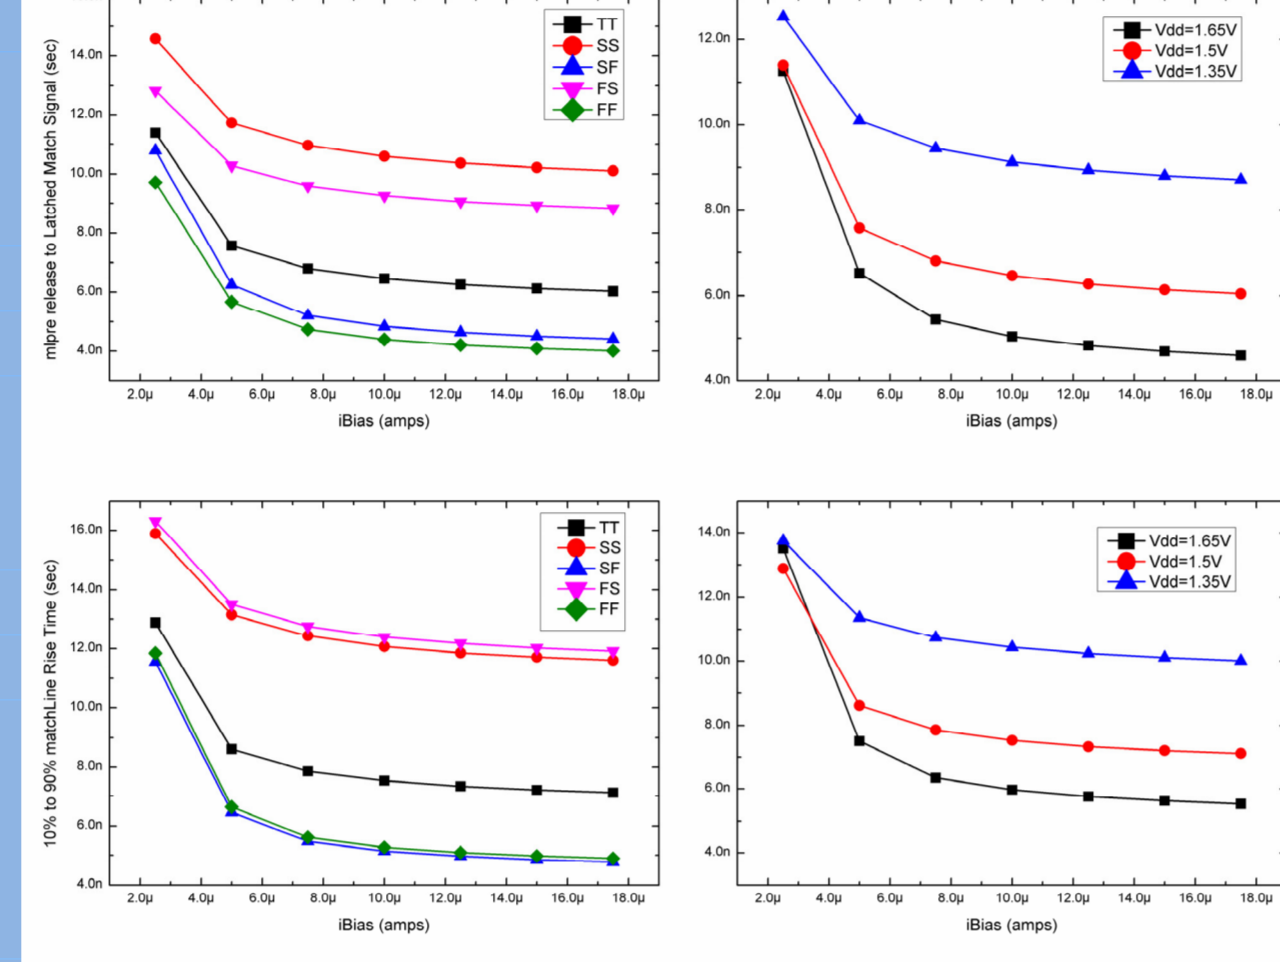 mlpre release to Latched Match Signal (sec)
14.0n
12.0n
10.0n
8.0n
6.0n
4.0n
TT
SS
SF
FS
FF
2.0µ 4.0µ 6.0µ 8.0µ 10.0µ 12.0µ 14.0µ 16.0µ 18.0µ
iBias (amps)
12.0n
10.0n
8.0n
6.0n
4.0n
Vdd=1.65V
Vdd=1.5V
Vdd=1.35V
2.0µ 4.0µ 6.0µ 8.0µ 10.0µ 12.0µ 14.0µ 16.0µ 18.0µ
iBias (amps)
10% to 90% matchLine Rise Time (sec)
16.0n
14.0n
12.0n
10.0n
8.0n
6.0n
4.0n
TT
SS
SF
FS
FF
2.0µ 4.0µ 6.0µ 8.0µ 10.0µ 12.0µ 14.0µ 16.0µ 18.0µ
iBias (amps)
14.0n
12.0n
10.0n
8.0n
6.0n
4.0n
Vdd=1.65V
Vdd=1.5V
Vdd=1.35V
2.0µ 4.0µ 6.0µ 8.0µ 10.0µ 12.0µ 14.0µ 16.0µ 18.0µ
iBias (amps)